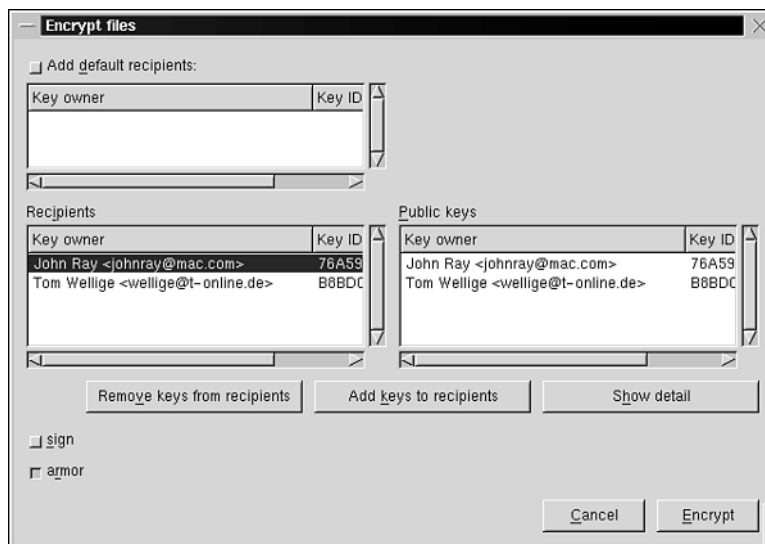 Encrypt files
Add default recipients:
Key owner Key ID
Recipients
Key owner Key ID
John Ray <johnray@mac.com> 76A59
Tom Wellige <wellige@t-online.de> B8BD
Public keys
Key owner Key ID
John Ray <johnray@mac.com> 76A59
Tom Wellige <wellige@t-online.de> B8BD
Remove keys from recipients
Add keys to recipients
Show detail
sign
armor
Cancel
Encrypt